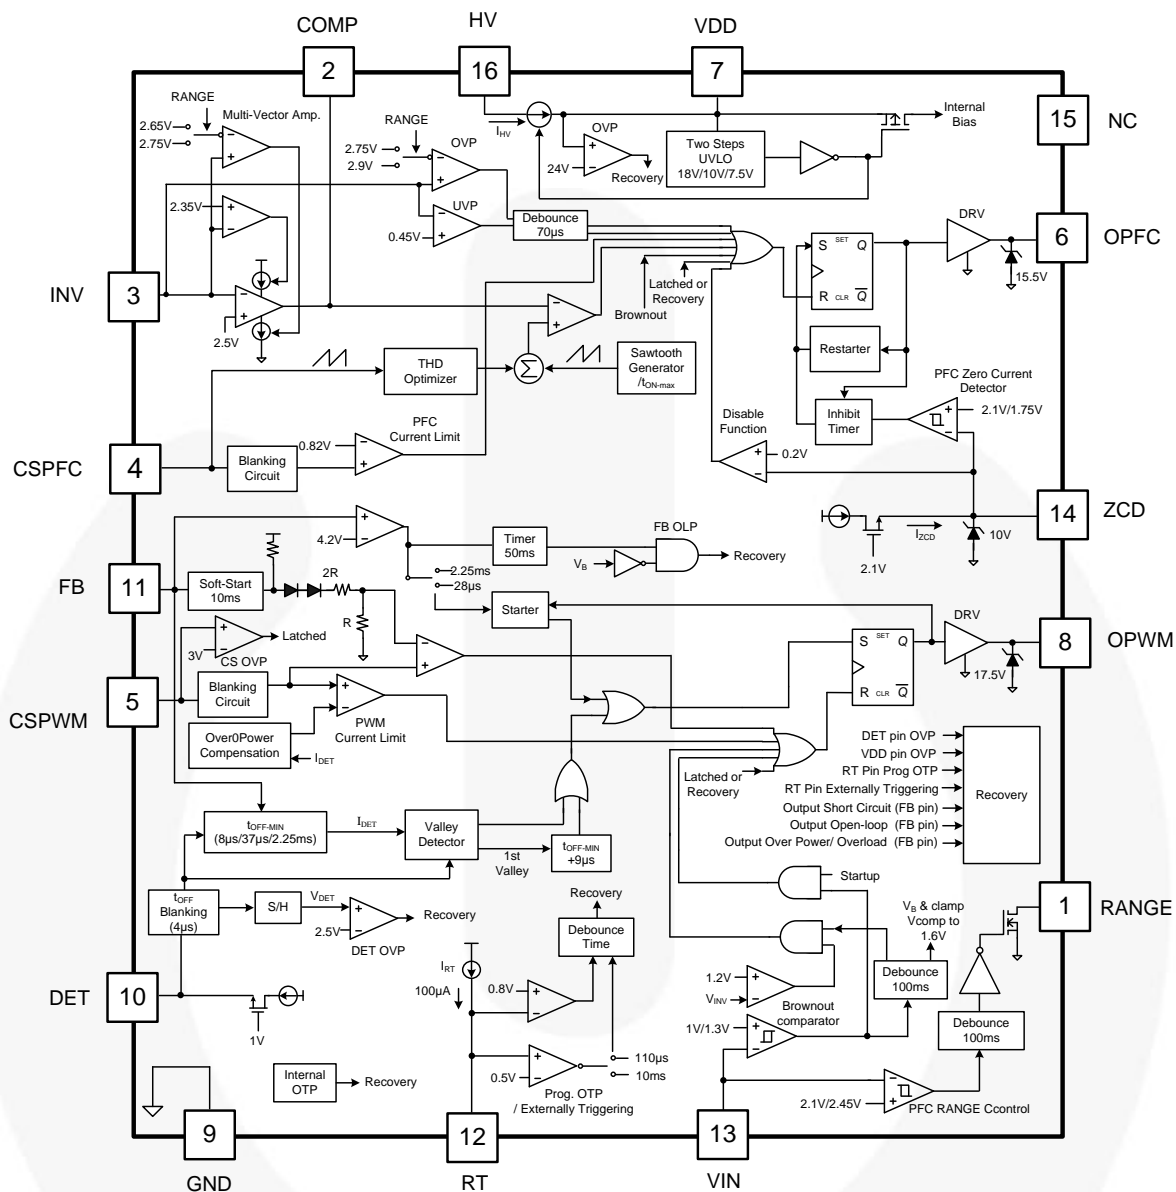 COMP
HV
VDD
2
16
7
RANGE
Multi-Vector Amp.
2.65V
2.75V
RANGE
OVP
2.75V
2.9V
I_HV
OVP
24V
Recovery
Two Steps
UVLO
18V/10V/7.5V
Internal
Bias
15
NC
2.35V
UVP
0.45V
Debounce
70µs
S
SET
Q
R
CLR
Q
DRV
6
OPFC
15.5V
INV
3
2.5V
Latched or
Recovery
Brownout
THD
Optimizer
Σ
Sawtooth
Generator
/t_ON-max
Restarter
PFC Zero Current
Detector
2.1V/1.75V
Inhibit
Timer
PFC
Current Limit
0.82V
Disable
Function
0.2V
CSPFC
4
Blanking
Circuit
14
ZCD
I_ZCD
10V
2.1V
4.2V
Timer
50ms
FB OLP
V_B
Recovery
FB
11
Soft-Start
10ms
2R
R
2.25ms
28µs
Starter
Latched
3V
CS OVP
S
SET
Q
R
CLR
Q
DRV
8
OPWM
17.5V
CSPWM
5
Blanking
Circuit
PWM
Current Limit
Over0Power
Compensation
I_DET
Latched or
Recovery
DET pin OVP
VDD pin OVP
RT Pin Prog OTP
RT Pin Externally Triggering
Output Short Circuit (FB pin)
Output Open-loop (FB pin)
Output Over Power/ Overload (FB pin)
Recovery
t_OFF-MIN
(8µs/37µs/2.25ms)
I_DET
Valley
Detector
1st
Valley
t_OFF-MIN
+9µs
Startup
t_OFF
Blanking
(4µs)
S/H
V_DET
2.5V
DET OVP
Recovery
Recovery
Debounce
Time
V_B & clamp
Vcomp to
1.6V
1
RANGE
DET
10
1V
I_RT
100µA
0.8V
1.2V
V_INV
Brownout
comparator
Debounce
100ms
1V/1.3V
Debounce
100ms
0.5V
110µs
10ms
Prog. OTP
/ Externally Triggering
Internal
OTP
Recovery
2.1V/2.45V
PFC RANGE Ccontrol
9
GND
12
RT
13
VIN